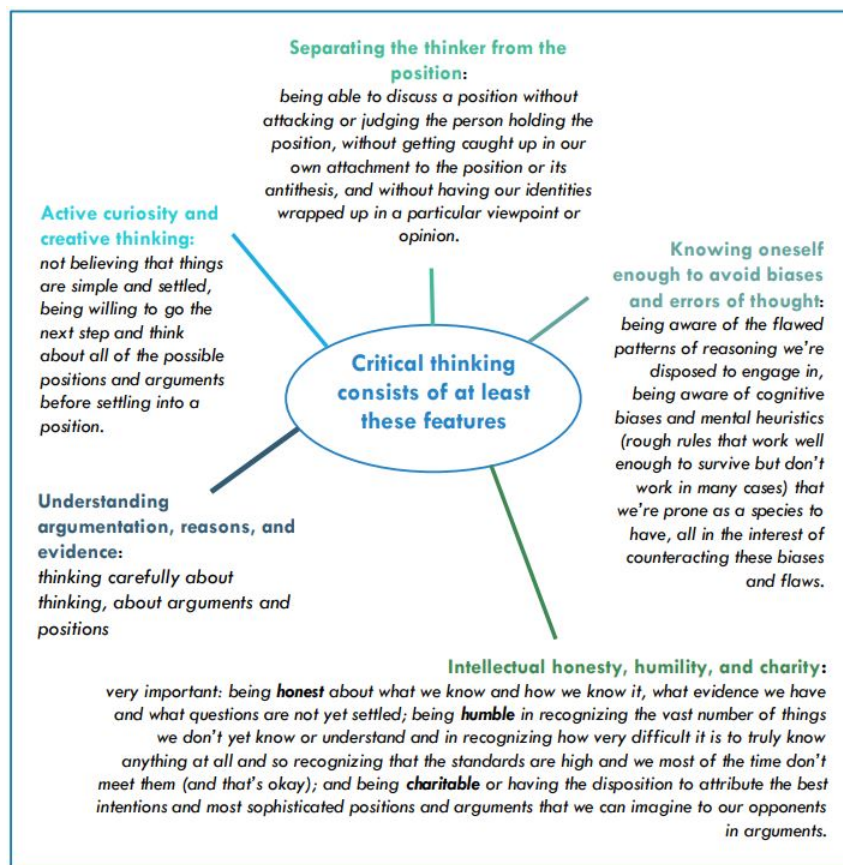 Separating the thinker from the
position:
being able to discuss a position without
attacking or judging the person holding the
position, without getting caught up in our
own attachment to the position or its
antithesis, and without having our identities
wrapped up in a particular viewpoint or
opinion.
Active curiosity and
creative thinking:
not believing that things
are simple and settled,
being willing to go the
next step and think
about all of the possible
positions and arguments
before settling into a
position.
Knowing oneself
enough to avoid biases
and errors of thought:
being aware of the flawed
patterns of reasoning we're
disposed to engage in,
being aware of cognitive
biases and mental heuristics
(rough rules that work well
enough to survive but don't
work in many cases) that
we're prone as a species to
have, all in the interest of
counteracting these biases
and flaws.
Critical thinking
consists of at least
these features
Understanding
argumentation, reasons, and
evidence:
thinking carefully about
thinking, about arguments and
positions
Intellectual honesty, humility, and charity:
very important: being honest about what we know and how we know it, what evidence we have
and what questions are not yet settled; being humble in recognizing the vast number of things
we don't yet know or understand and in recognizing how very difficult it is to truly know
anything at all and so recognizing that the standards are high and we most of the time don't
meet them (and that's okay); and being charitable or having the disposition to attribute the best
intentions and most sophisticated positions and arguments that we can imagine to our opponents
in arguments.